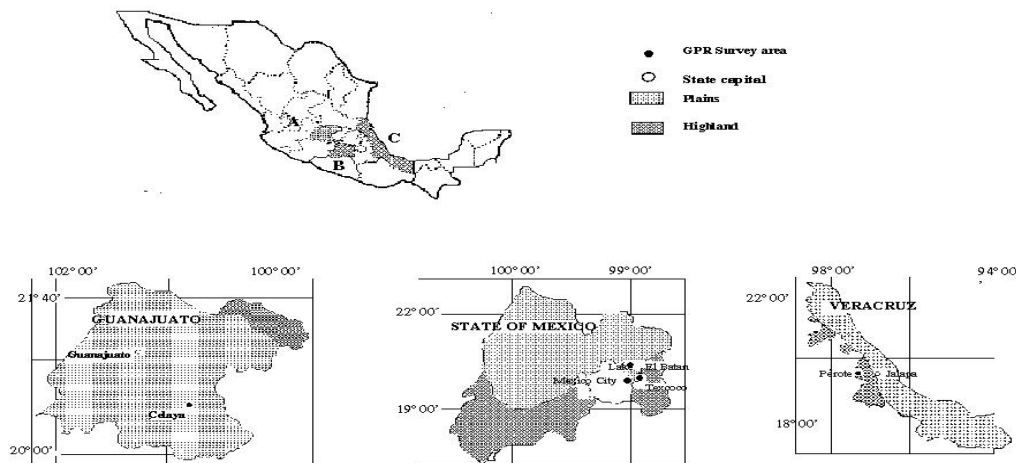 GPR Survey area
State capital
Plains
Highland
A
B
C
102° 00'
100° 00'
21° 40'
20° 00'
GUANAJUATO
Guanajuato
Celaya
100° 00'
99° 00'
22° 00'
19° 00'
STATE OF MEXICO
Lake
El Batan
Mexico City
Texcoco
98° 00'
94° 00'
22° 00'
18° 00'
VERACRUZ
Perote
Jalapa